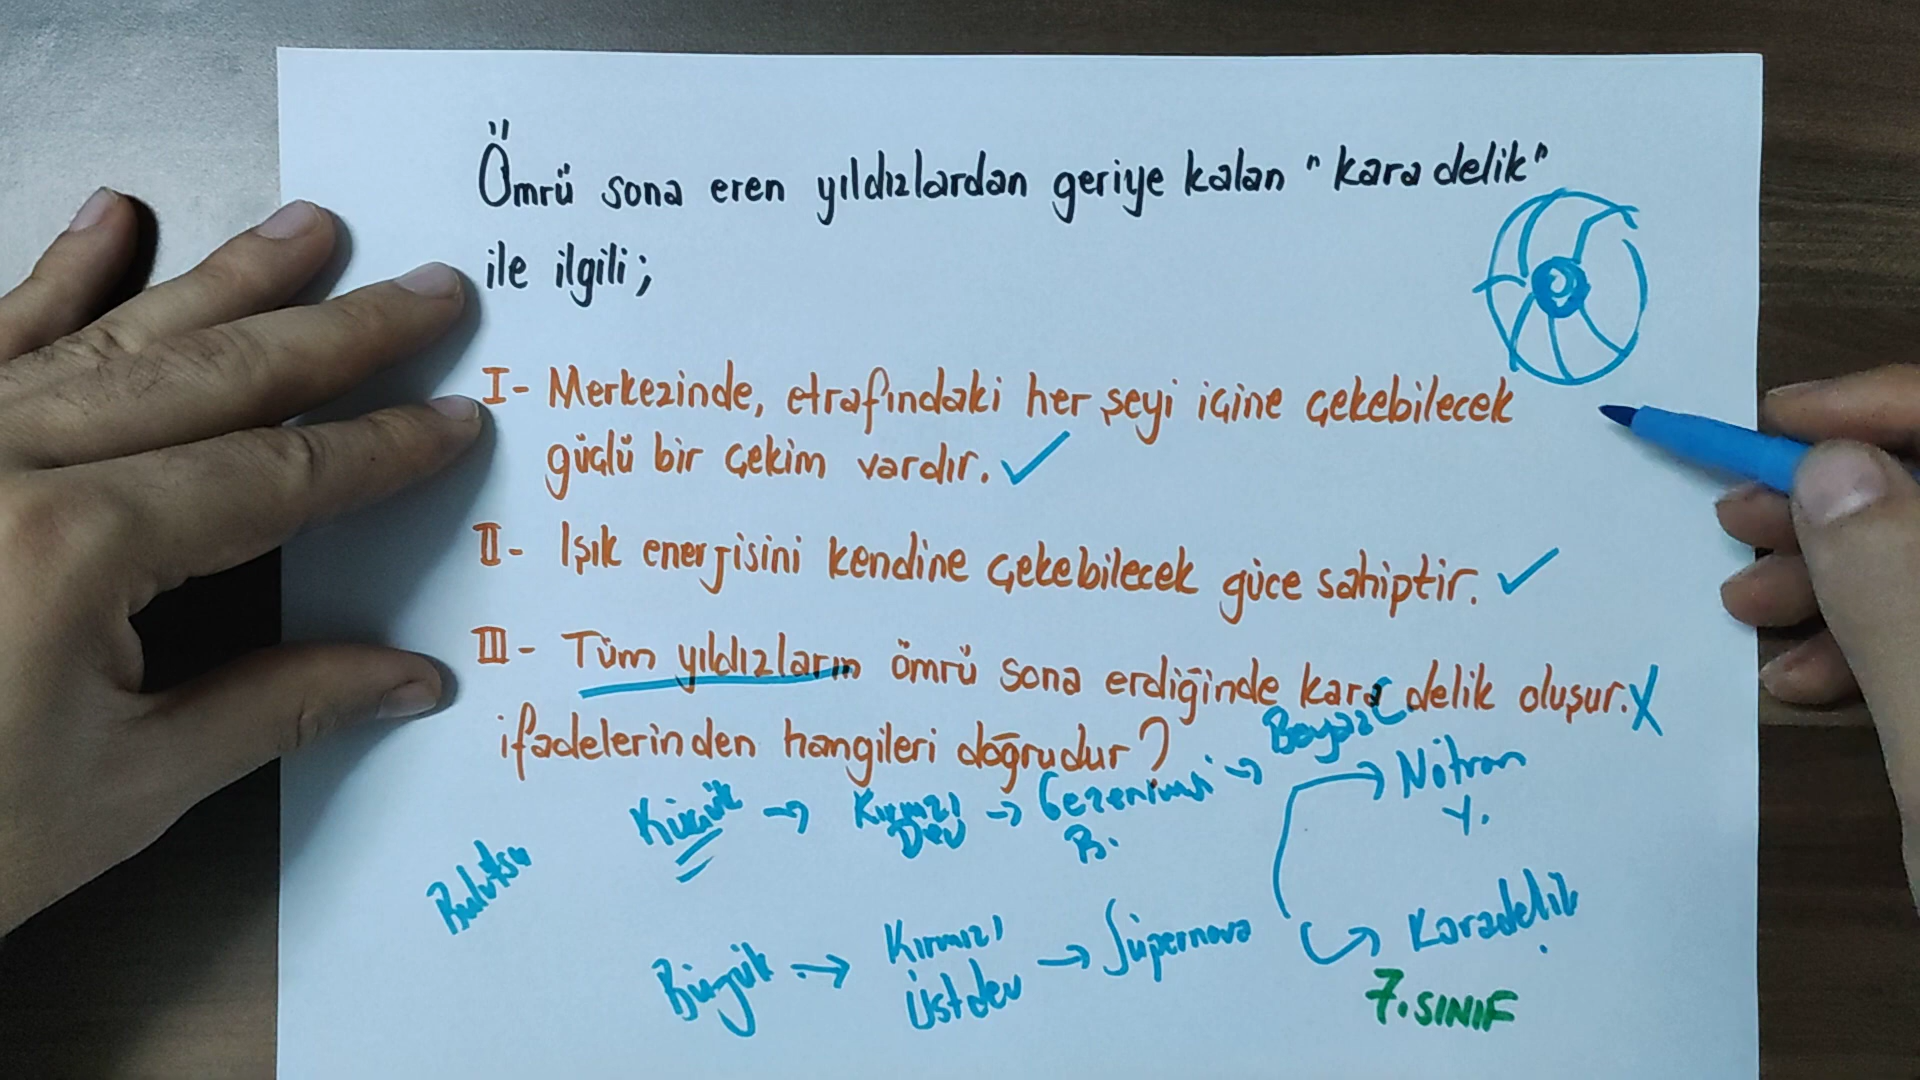 Ömrü sona eren yıldızlardan geriye kalan "kara delik"
ile ilgili;
I- Merkezinde, etrafındaki her şeyi içine çekebilecek
güçlü bir çekim vardır. ✓
II- Işık enerjisini kendine çekebilecek güce sahiptir. ✓
III- Tüm yıldızların ömrü sona erdiğinde kara delik oluşur. X
ifadelerinden hangileri doğrudur?
Bulutsu
Küçük → Kırmızı Dev → Gezenimsi B. → Beyaz C.
Büyük → Kırmızı Üstdev → Süpernova
Nötron Y.
Karadelik
7. SINIF